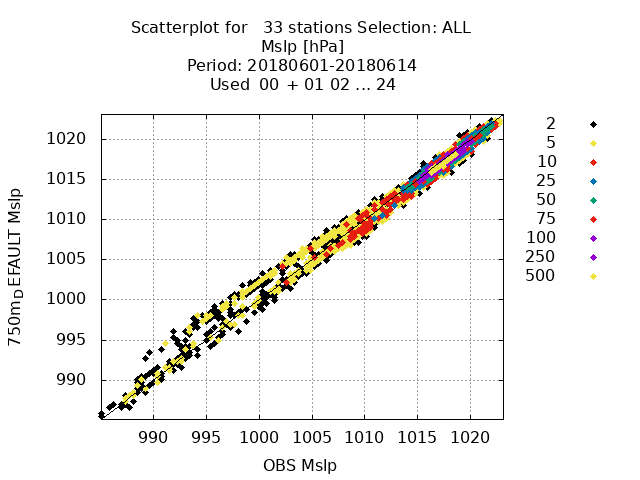 Scatterplot for   33 stations Selection: ALL
Mslp [hPa]
Period: 20180601-20180614
Used  00 + 01 02 ... 24
750mDEFAULT Mslp
1020
1015
1010
1005
1000
995
990
990 995 1000 1005 1010 1015 1020
OBS Mslp
2
5
10
25
50
75
100
250
500